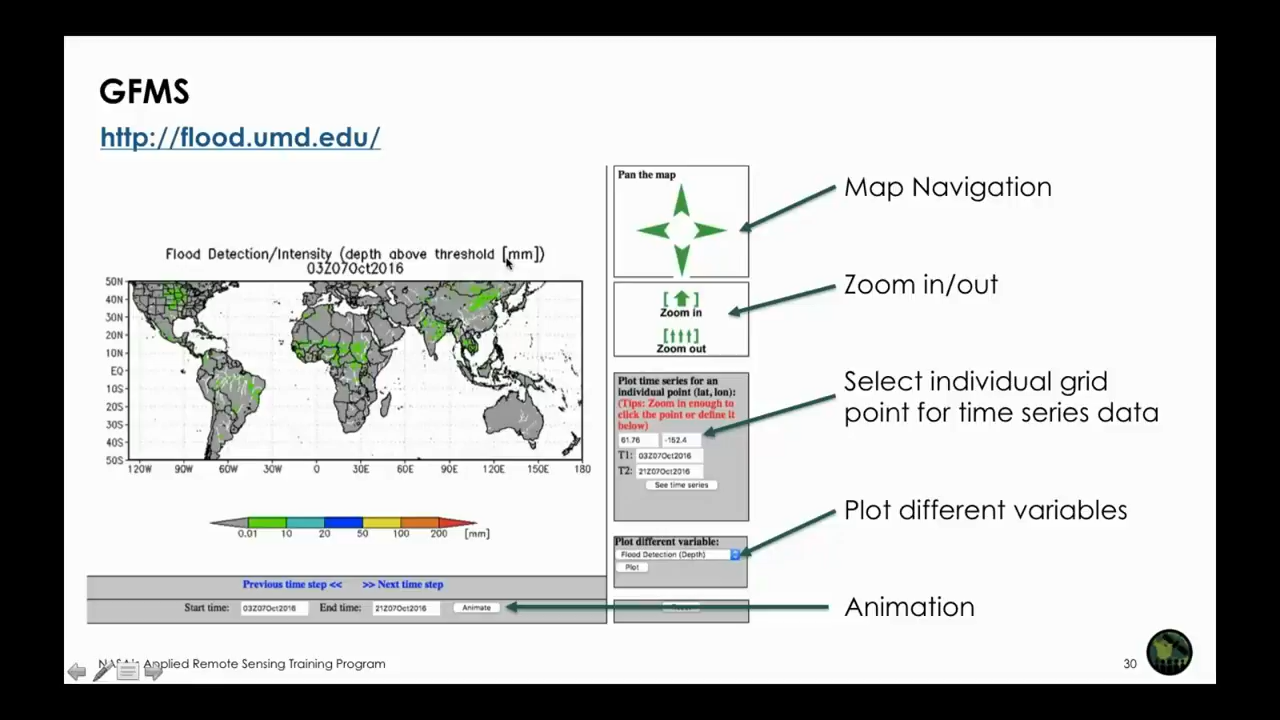 GFMS
http://flood.umd.edu/
Flood Detection/Intensity (depth above threshold [mm])
03Z07Oct2016
50N
40N
30N
20N
10N
EQ
10S
20S
30S
40S
50S
120W 90W 60W 30W 0 30E 60E 90E 120E 150E 180
0.01 10 20 50 100 200 [mm]
Previous time step << >> Next time step
Start time: 03Z07Oct2016 End time: 21Z07Oct2016 Animate
Pan the map
Zoom in
Zoom out
Plot time series for an
individual point (lat, lon):
(Tips: Zoom in enough to
click the point or define it
below)
61.76 -152.4
T1: 03Z07Oct2016
T2: 21Z07Oct2016
See time series
Plot different variable:
Flood Detection (Depth)
Plot
Map Navigation
Zoom in/out
Select individual grid
point for time series data
Plot different variables
Animation
NASA's Applied Remote Sensing Training Program
30